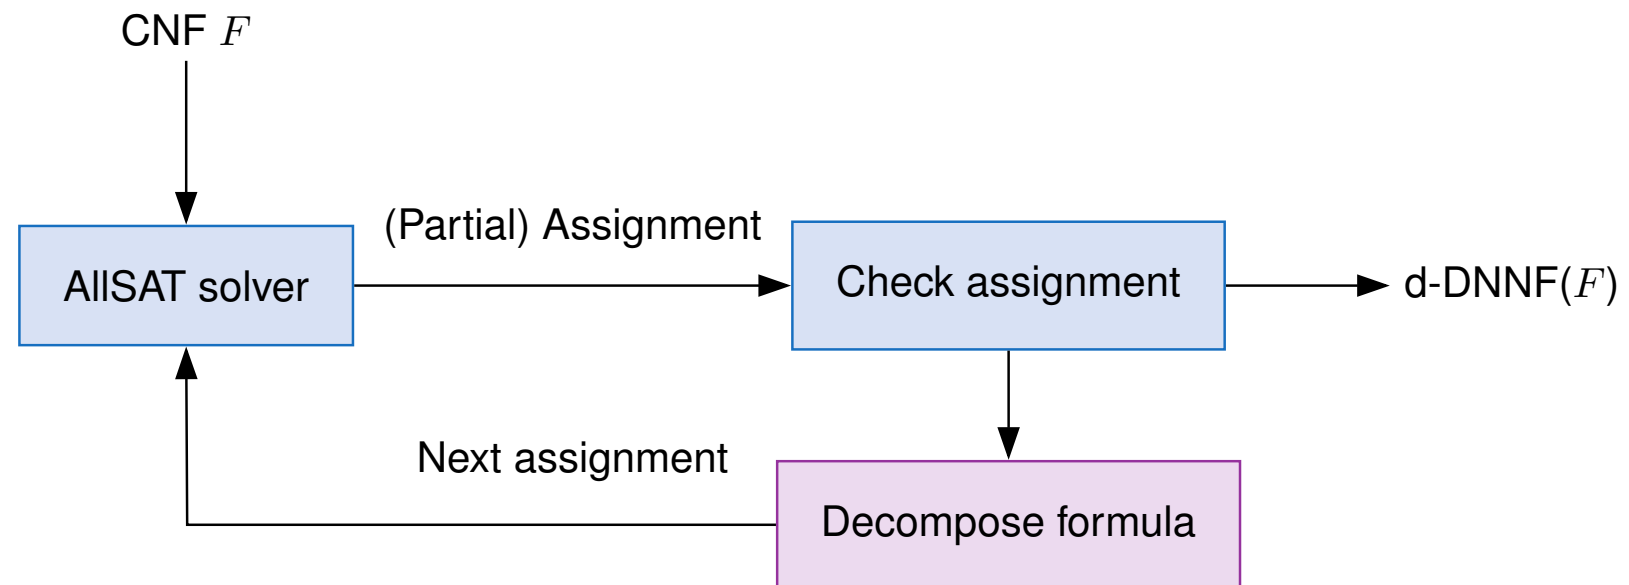 CNF F
(Partial) Assignment
AllSAT solver
Check assignment
d-DNNF(F)
Next assignment
Decompose formula